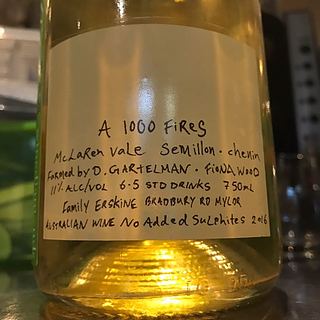 A 1000 FiReS
McLaRen vale Semillon. chenin
Farmed by D. GARTELMAN. FIONA WOOD
11% ALC/VOL 6.5 STD DRINKS 750mL
Family ERSKINE BRADBURY RD MYLOR
AUSTRALIAN WINE No Added Sulphites 2016